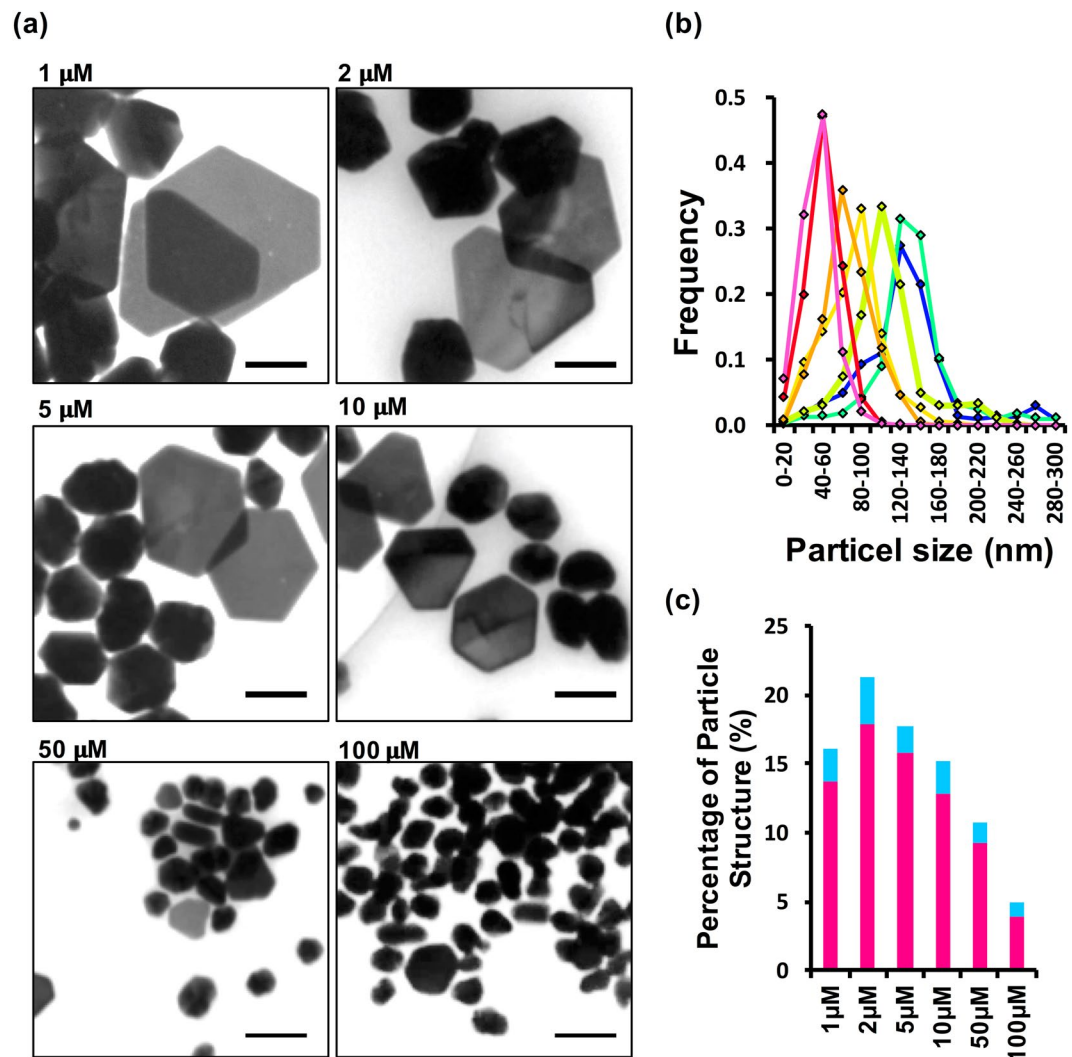 (a)
1 µM
2 µM
5 µM
10 µM
50 µM
100 µM
(b)
Frequency
0.5
0.4
0.3
0.2
0.1
0.0
0-20
40-60
80-100
120-140
160-180
200-220
240-260
280-300
Particel size (nm)
(c)
Percentage of Particle
Structure (%)
25
20
15
10
5
0
1µM
2µM
5µM
10µM
50µM
100µM